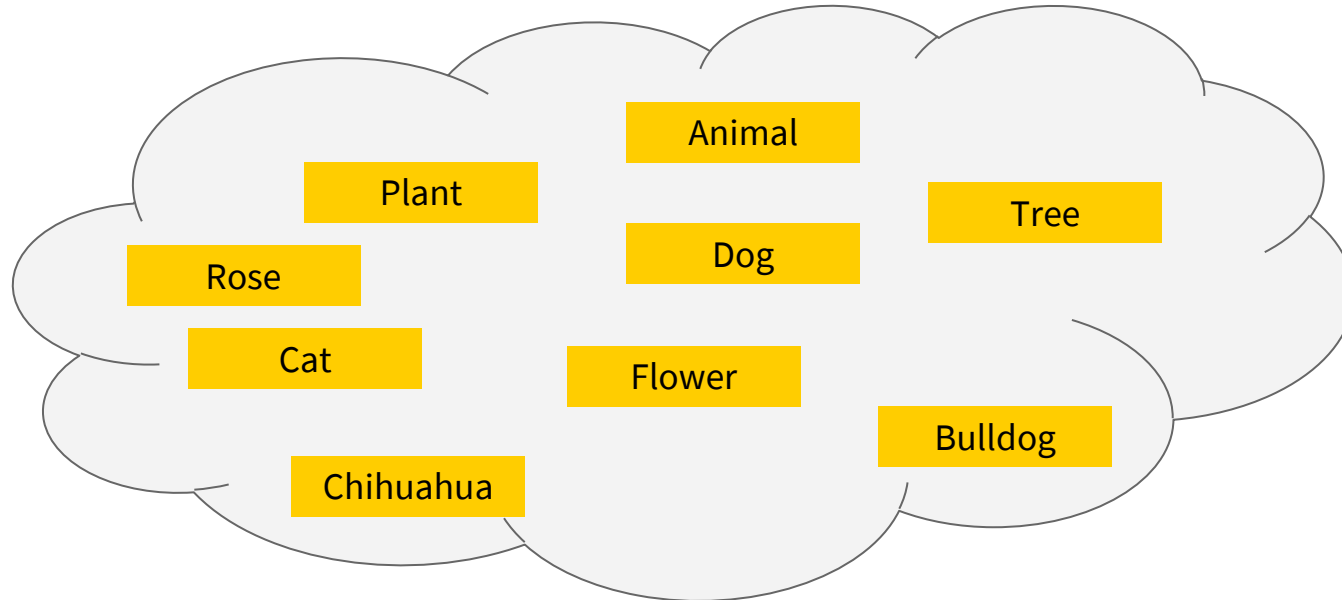 Animal
Plant
Tree
Dog
Rose
Cat
Flower
Bulldog
Chihuahua